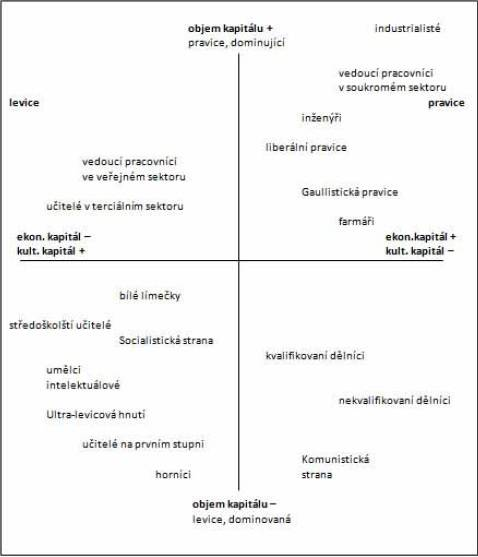 objem kapitálu +
pravice, dominující
industrialisté
vedoucí pracovníci
v soukromém sektoru
levice
pravice
inženýři
liberální pravice
vedoucí pracovníci
ve veřejném sektoru
Gaullistická pravice
učitelé v terciálním sektoru
farmáři
ekon. kapitál –
kult. kapitál +
ekon.kapitál +
kult. kapitál –
bílé límečky
středoškolští učitelé
Socialistická strana
kvalifikovaní dělníci
umělci
intelektuálové
nekvalifikovaní dělníci
Ultra-levicová hnutí
učitelé na prvním stupni
Komunistická
strana
horníci
objem kapitálu –
levice, dominovaná